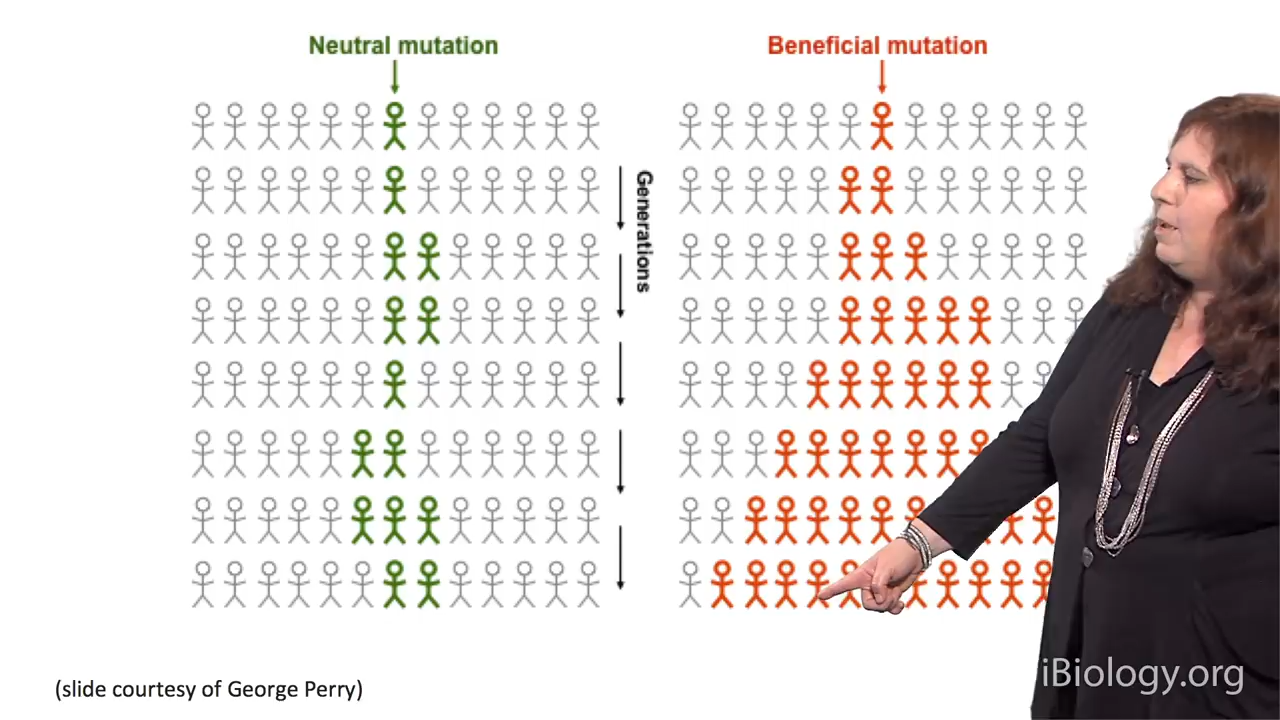 Neutral mutation
Beneficial mutation
Generations
(slide courtesy of George Perry)
iBiology.org